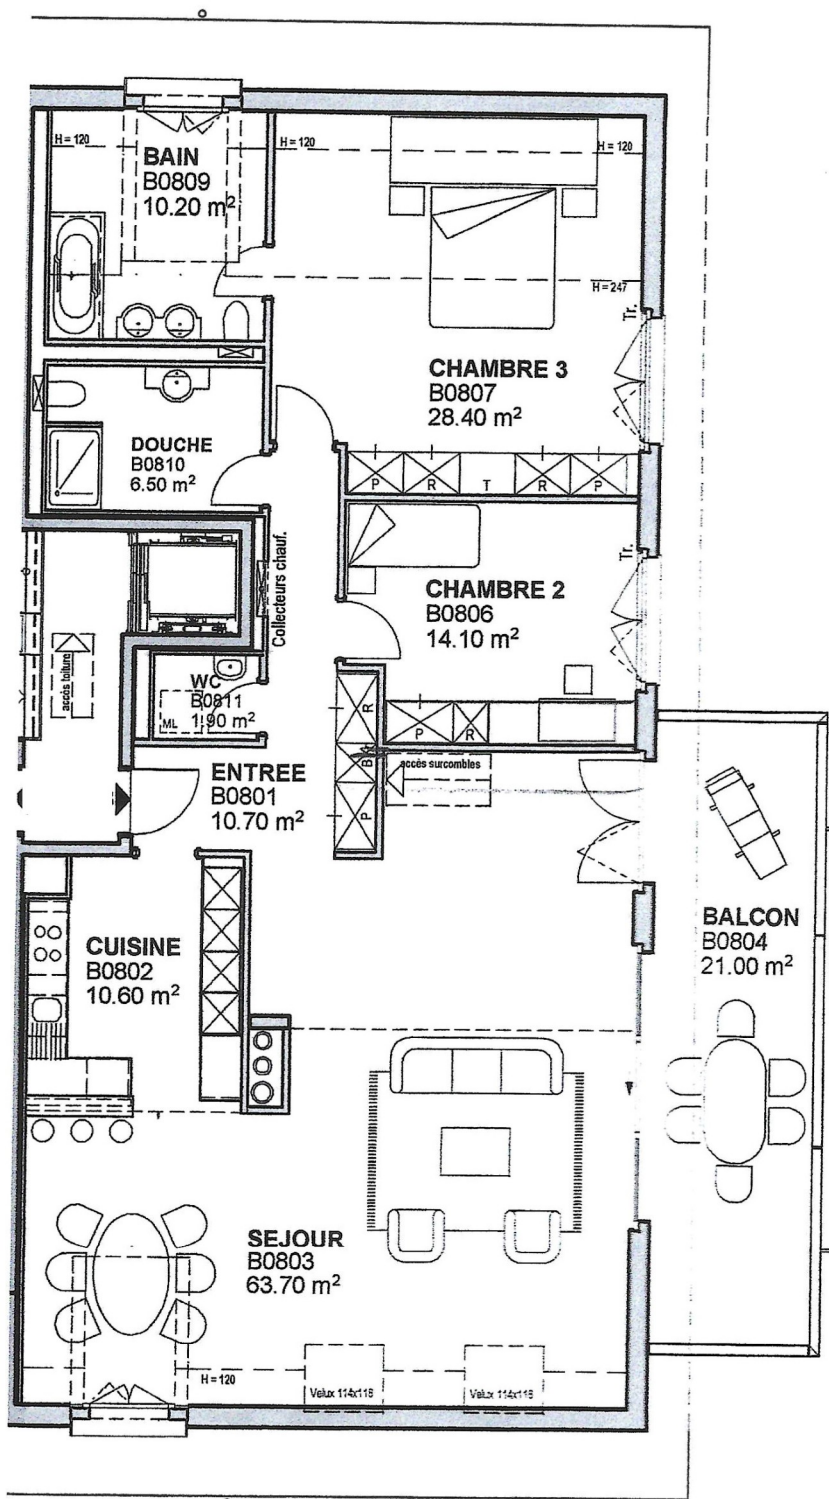 H = 120
H = 120
H = 120
BAIN
B0809
10.20 m²
H = 247
Tr.
CHAMBRE 3
B0807
28.40 m²
DOUCHE
B0810
6.50 m²
P
R
T
R
P
Collecteurs chauf.
Tr.
CHAMBRE 2
B0806
14.10 m²
accès toiture
WC
B0811
1.90 m²
ML
R
B
P
P
R
accès surcombles
ENTREE
B0801
10.70 m²
BALCON
B0804
21.00 m²
CUISINE
B0802
10.60 m²
SEJOUR
B0803
63.70 m²
H = 120
Velux 114x118
Velux 114x118